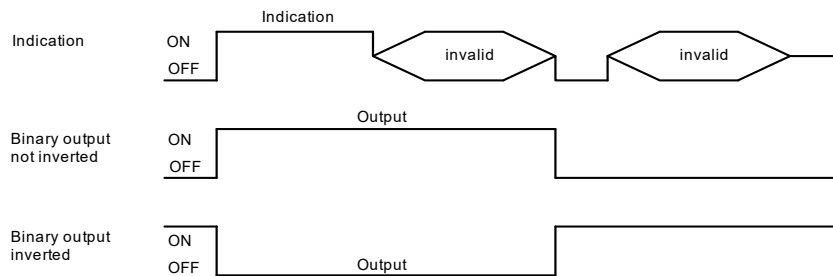 Indication
Indication
ON
OFF
invalid
invalid
Binary output
not inverted
ON
OFF
Output
Binary output
inverted
ON
OFF
Output